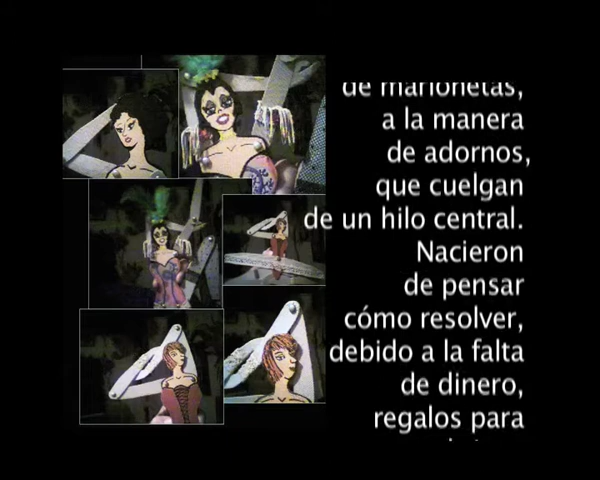 de marionetas,
a la manera
de adornos,
que cuelgan
de un hilo central.
Nacieron
de pensar
cómo resolver,
debido a la falta
de dinero,
regalos para